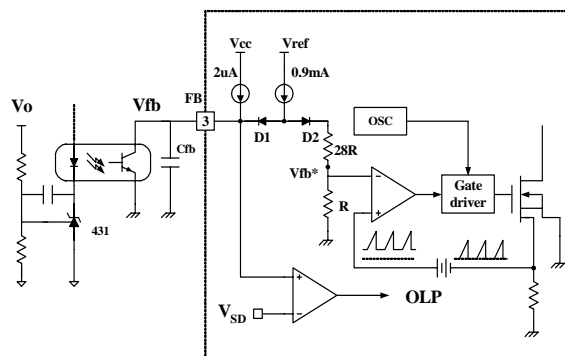 Vcc Vref
2uA 0.9mA
Vo Vfb FB 3
D1 D2 OSC
Cfb 28R
Vfb*
R
Gate
driver
431
OLP
VSD